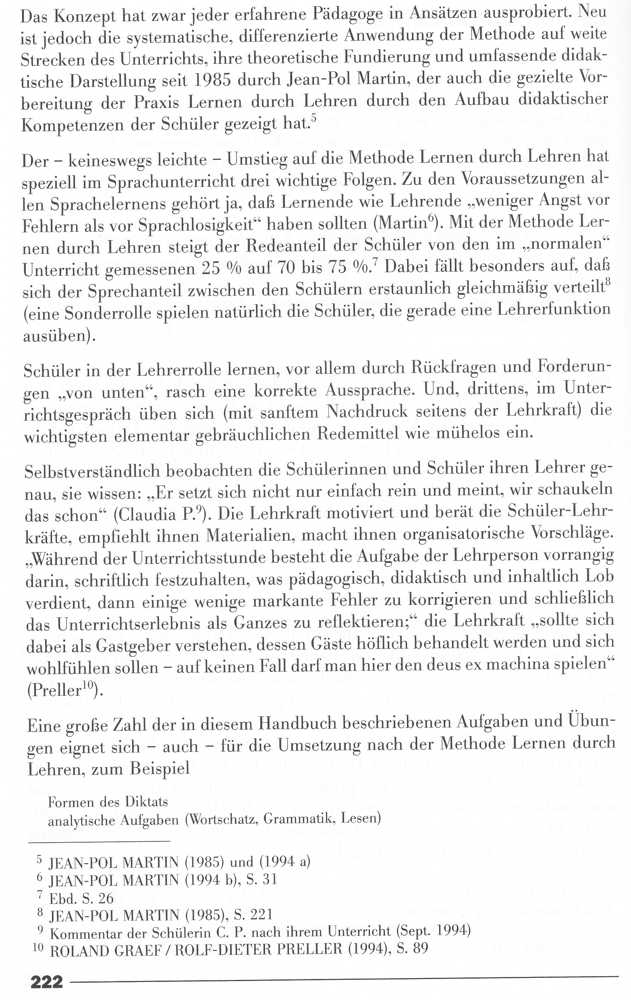 Das Konzept hat zwar jeder erfahrene Pädagoge in Ansätzen ausprobiert. Neu
ist jedoch die systematische, differenzierte Anwendung der Methode auf weite
Strecken des Unterrichts, ihre theoretische Fundierung und umfassende didak-
tische Darstellung seit 1985 durch Jean-Pol Martin, der auch die gezielte Vor-
bereitung der Praxis Lernen durch Lehren durch den Aufbau didaktischer
Kompetenzen der Schüler gezeigt hat.⁵
Der – keineswegs leichte – Umstieg auf die Methode Lernen durch Lehren hat
speziell im Sprachunterricht drei wichtige Folgen. Zu den Voraussetzungen al-
len Sprachelernens gehört ja, daß Lernende wie Lehrende „weniger Angst vor
Fehlern als vor Sprachlosigkeit“ haben sollten (Martin⁶). Mit der Methode Ler-
nen durch Lehren steigt der Redeanteil der Schüler von den im „normalen“
Unterricht gemessenen 25 % auf 70 bis 75 %.⁷ Dabei fällt besonders auf, daß
sich der Sprechanteil zwischen den Schülern erstaunlich gleichmäßig verteilt⁸
(eine Sonderrolle spielen natürlich die Schüler, die gerade eine Lehrerfunktion
ausüben).
Schüler in der Lehrerrolle lernen, vor allem durch Rückfragen und Forderun-
gen „von unten“, rasch eine korrekte Aussprache. Und, drittens, im Unter-
richtsgespräch üben sich (mit sanftem Nachdruck seitens der Lehrkraft) die
wichtigsten elementar gebräuchlichen Redemittel wie mühelos ein.
Selbstverständlich beobachten die Schülerinnen und Schüler ihren Lehrer ge-
nau, sie wissen: „Er setzt sich nicht nur einfach rein und meint, wir schaukeln
das schon“ (Claudia P.⁹). Die Lehrkraft motiviert und berät die Schüler-Lehr-
kräfte, empfiehlt ihnen Materialien, macht ihnen organisatorische Vorschläge.
„Während der Unterrichtsstunde besteht die Aufgabe der Lehrperson vorrangig
darin, schriftlich festzuhalten, was pädagogisch, didaktisch und inhaltlich Lob
verdient, dann einige wenige markante Fehler zu korrigieren und schließlich
das Unterrichtserlebnis als Ganzes zu reflektieren;“ die Lehrkraft „sollte sich
dabei als Gastgeber verstehen, dessen Gäste höflich behandelt werden und sich
wohlfühlen sollen – auf keinen Fall darf man hier den deus ex machina spielen“
(Preller¹⁰).
Eine große Zahl der in diesem Handbuch beschriebenen Aufgaben und Übun-
gen eignet sich – auch – für die Umsetzung nach der Methode Lernen durch
Lehren, zum Beispiel
Formen des Diktats
analytische Aufgaben (Wortschatz, Grammatik, Lesen)
⁵ JEAN-POL MARTIN (1985) und (1994 a)
⁶ JEAN-POL MARTIN (1994 b), S. 31
⁷ Ebd. S. 26
⁸ JEAN-POL MARTIN (1985), S. 221
⁹ Kommentar der Schülerin C. P. nach ihrem Unterricht (Sept. 1994)
¹⁰ ROLAND GRAEF / ROLF-DIETER PRELLER (1994), S. 89
222